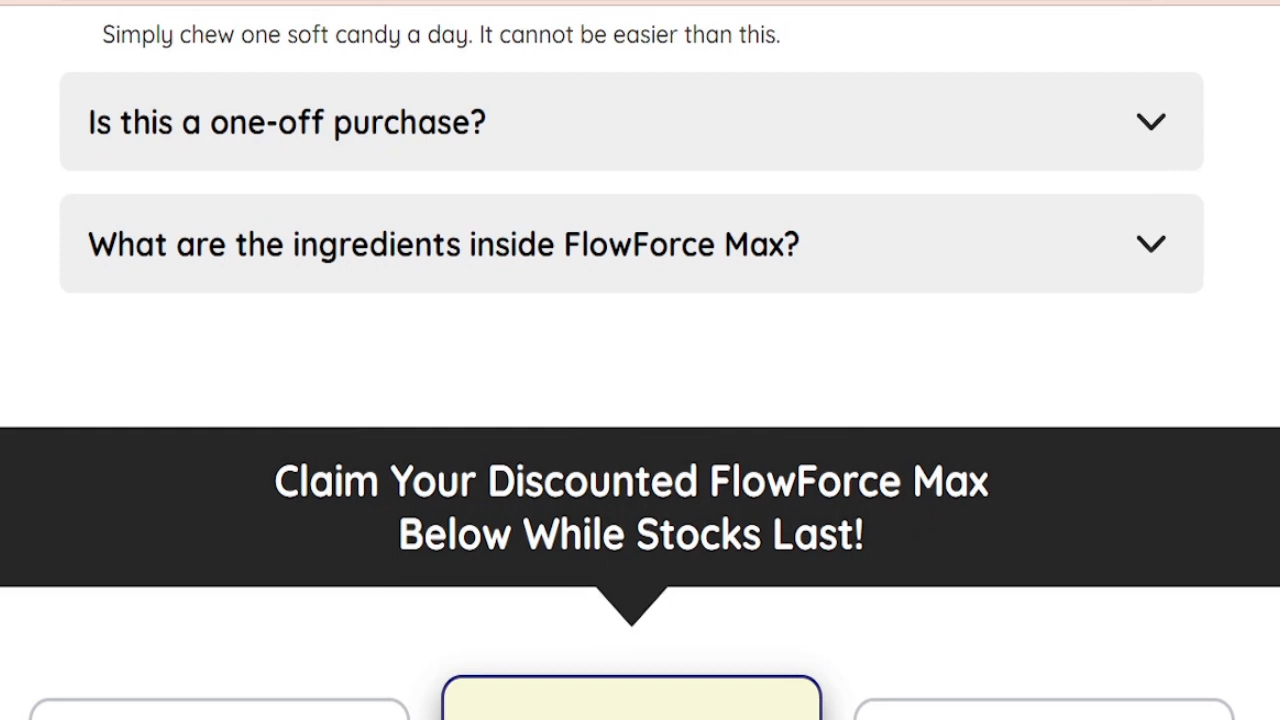 Simply chew one soft candy a day. It cannot be easier than this.
Is this a one-off purchase?
What are the ingredients inside FlowForce Max?
Claim Your Discounted FlowForce Max
Below While Stocks Last!